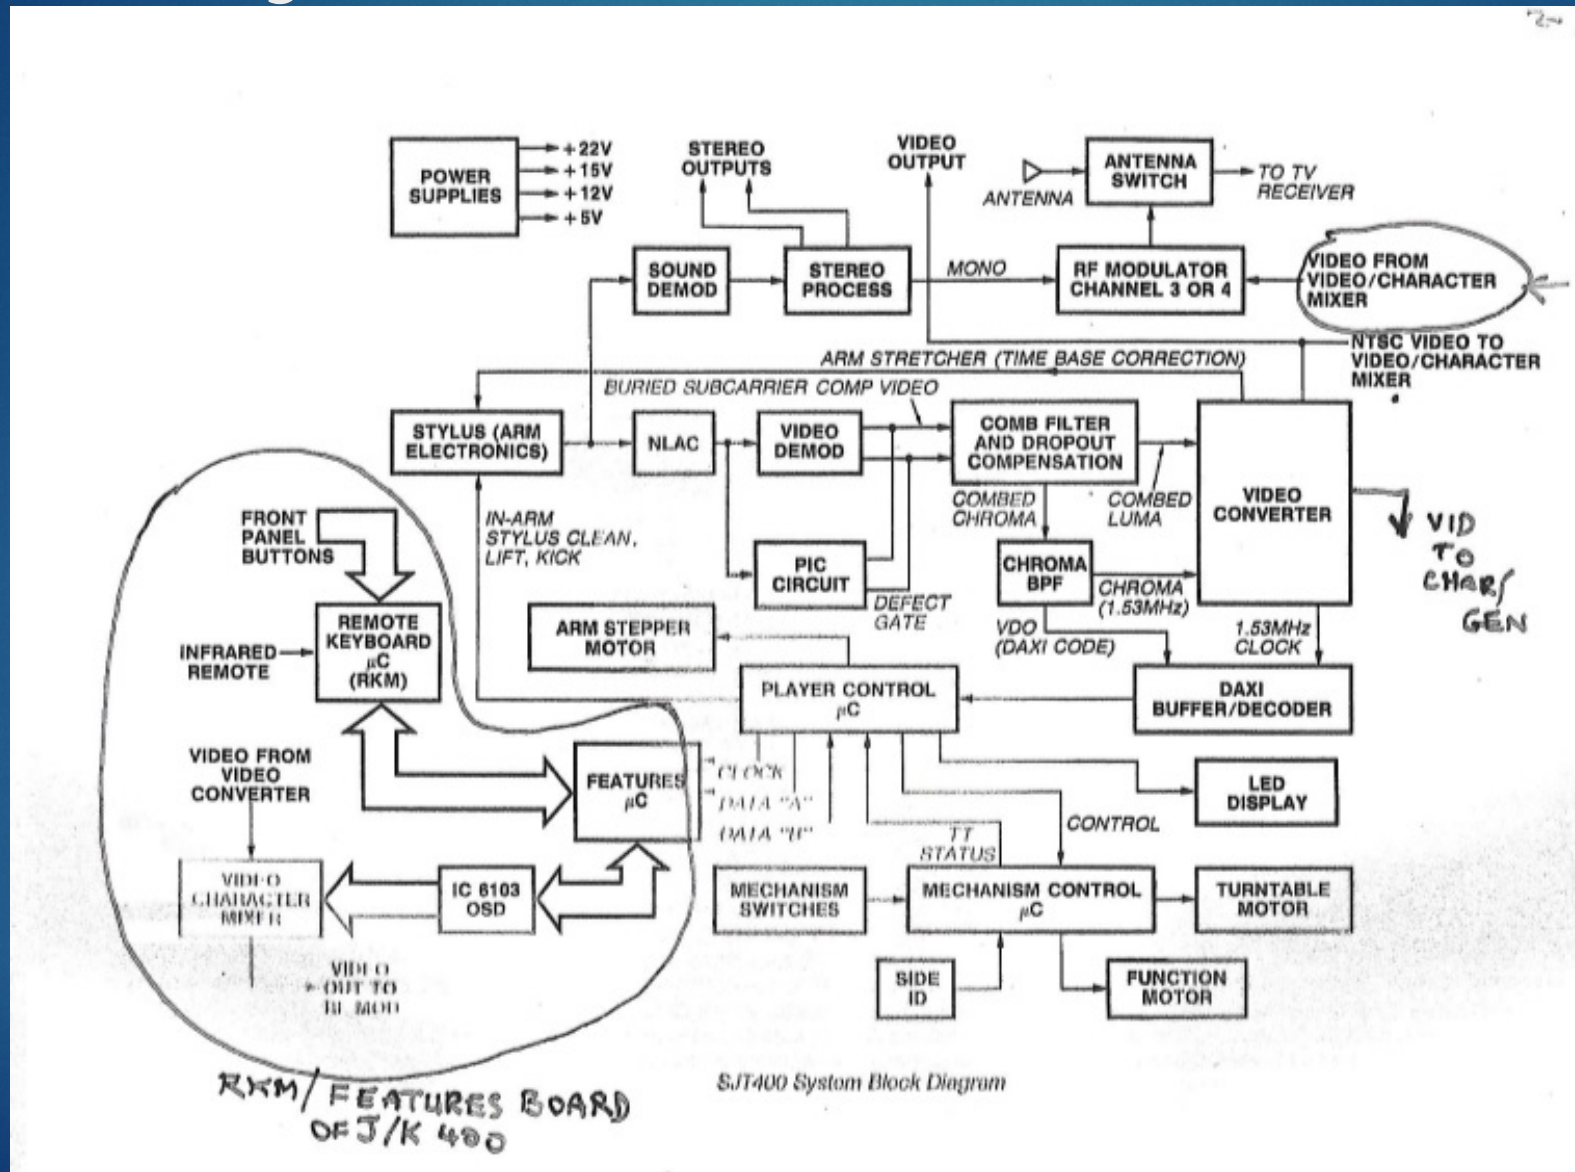 POWER
SUPPLIES
+22V
+15V
+12V
+5V
STEREO
OUTPUTS
VIDEO
OUTPUT
ANTENNA
ANTENNA
SWITCH
TO TV
RECEIVER
SOUND
DEMOD
STEREO
PROCESS
MONO
RF MODULATOR
CHANNEL 3 OR 4
VIDEO FROM
VIDEO/CHARACTER
MIXER
NTSC VIDEO TO
VIDEO/CHARACTER
MIXER
ARM STRETCHER (TIME BASE CORRECTION)
BURIED SUBCARRIER COMP VIDEO
STYLUS (ARM
ELECTRONICS)
NLAC
VIDEO
DEMOD
COMB FILTER
AND DROPOUT
COMPENSATION
VIDEO
CONVERTER
COMBED
CHROMA
COMBED
LUMA
VID
TO
CHAR/
GEN
IN-ARM
STYLUS CLEAN,
LIFT, KICK
PIC
CIRCUIT
DEFECT
GATE
CHROMA
BPF
CHROMA
(1.53MHz)
VDO
(DAXI CODE)
1.53MHz
CLOCK
FRONT
PANEL
BUTTONS
REMOTE
KEYBOARD
μC
(RKM)
INFRARED
REMOTE
ARM STEPPER
MOTOR
PLAYER CONTROL
μC
DAXI
BUFFER/DECODER
VIDEO FROM
VIDEO
CONVERTER
FEATURES
μC
CLOCK
DATA "A"
DATA "B"
LED
DISPLAY
TT
STATUS
CONTROL
VIDEO
CHARACTER
MIXER
IC 6103
OSD
MECHANISM
SWITCHES
MECHANISM CONTROL
μC
TURNTABLE
MOTOR
VIDEO
OUT TO
RF MOD
SIDE
ID
FUNCTION
MOTOR
SJT400 System Block Diagram
RKM/FEATURES BOARD
OF J/K 400